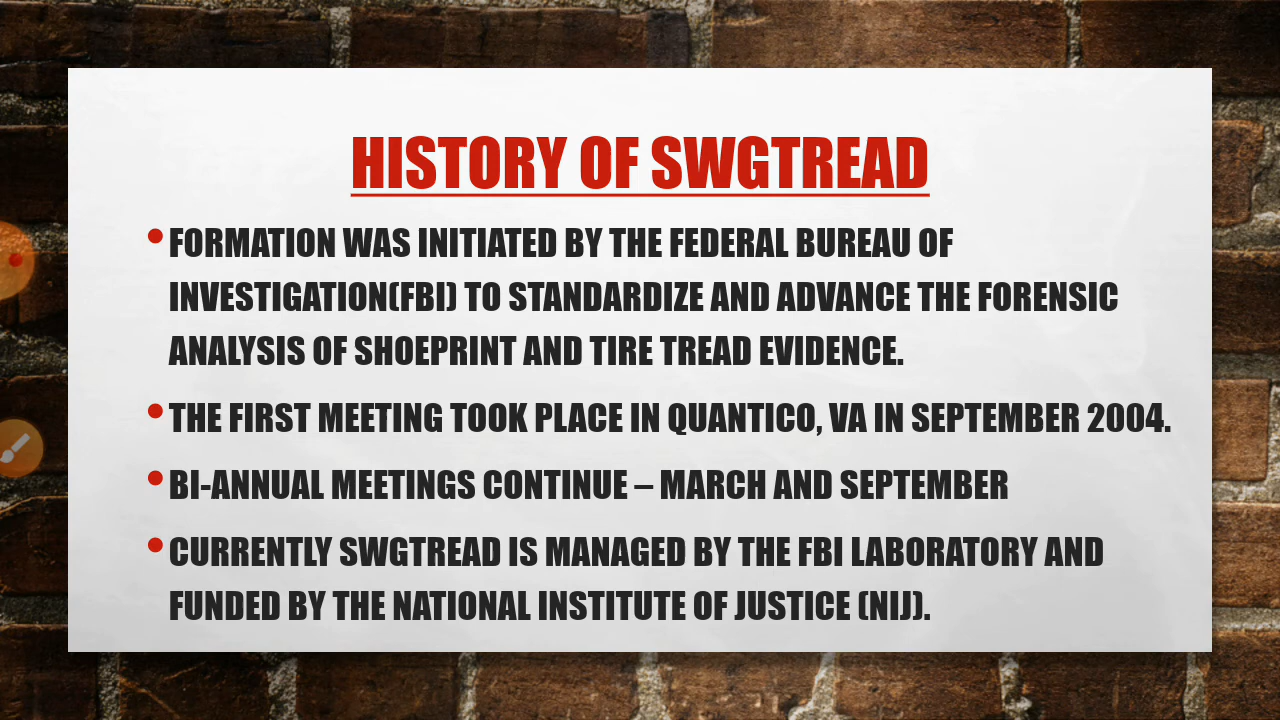 HISTORY OF SWGTREAD
•FORMATION WAS INITIATED BY THE FEDERAL BUREAU OF
INVESTIGATION(FBI) TO STANDARDIZE AND ADVANCE THE FORENSIC
ANALYSIS OF SHOEPRINT AND TIRE TREAD EVIDENCE.
•THE FIRST MEETING TOOK PLACE IN QUANTICO, VA IN SEPTEMBER 2004.
•BI-ANNUAL MEETINGS CONTINUE – MARCH AND SEPTEMBER
•CURRENTLY SWGTREAD IS MANAGED BY THE FBI LABORATORY AND
FUNDED BY THE NATIONAL INSTITUTE OF JUSTICE (NIJ).